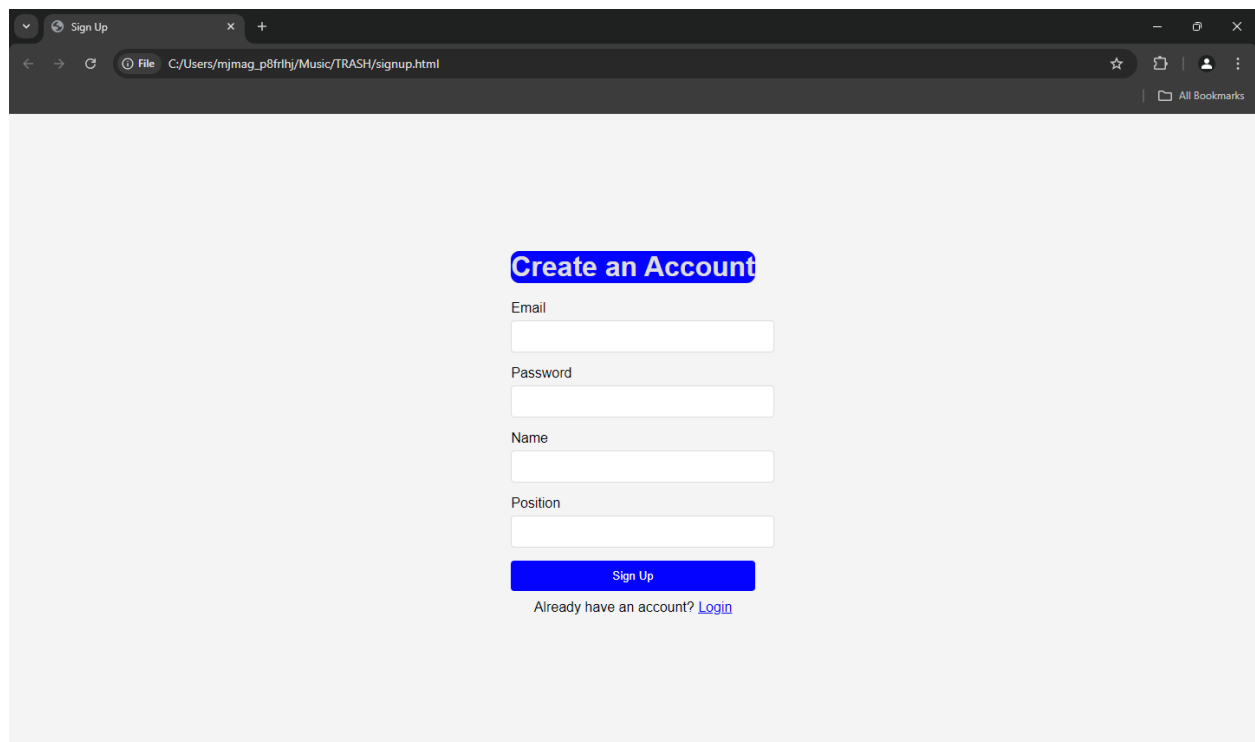 Sign Up
File C:/Users/mjmag_p8frlhj/Music/TRASH/signup.html
All Bookmarks
Create an Account
Email
Password
Name
Position
Sign Up
Already have an account? Login